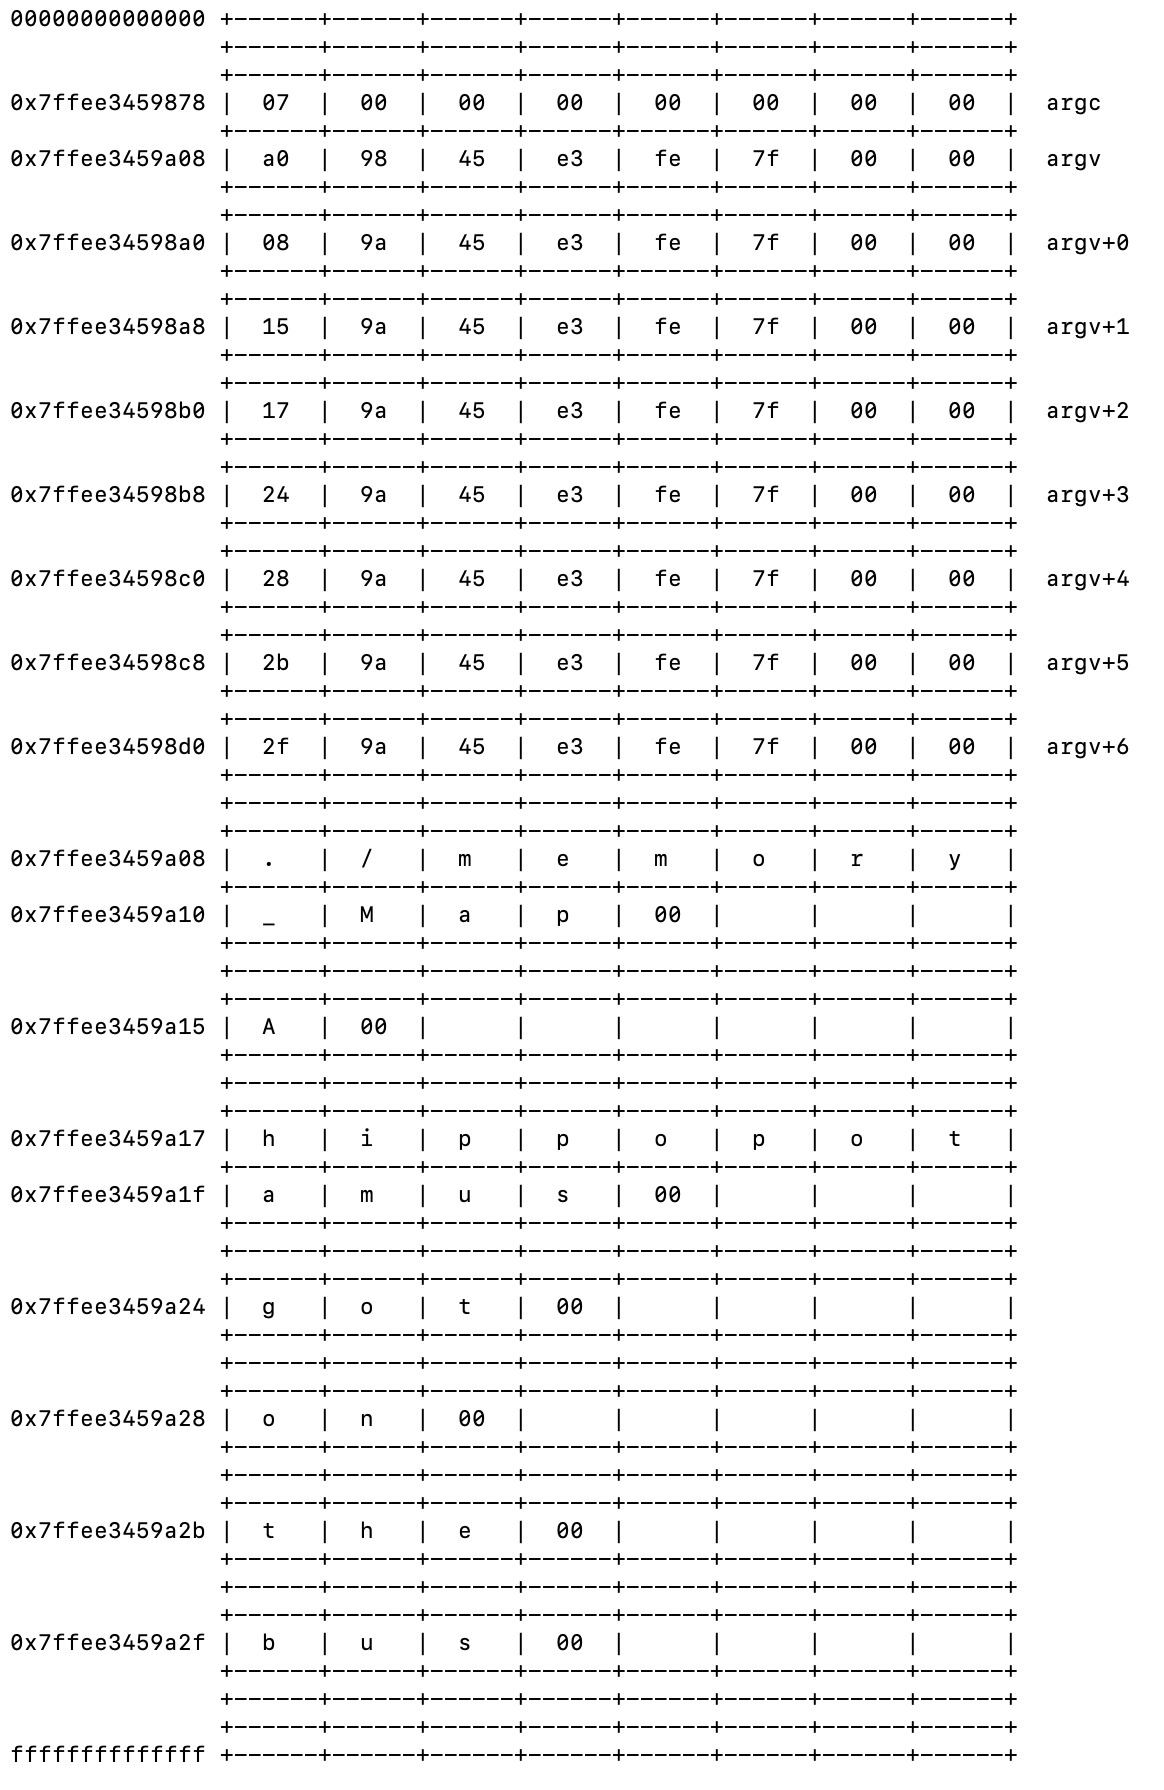 00000000000000 +------+------+------+------+------+------+------+------+
               +------+------+------+------+------+------+------+------+
               +------+------+------+------+------+------+------+------+
0x7ffee3459878 |  07  |  00  |  00  |  00  |  00  |  00  |  00  |  00  |  argc
               +------+------+------+------+------+------+------+------+
0x7ffee3459a08 |  a0  |  98  |  45  |  e3  |  fe  |  7f  |  00  |  00  |  argv
               +------+------+------+------+------+------+------+------+
               +------+------+------+------+------+------+------+------+
0x7ffee34598a0 |  08  |  9a  |  45  |  e3  |  fe  |  7f  |  00  |  00  |  argv+0
               +------+------+------+------+------+------+------+------+
               +------+------+------+------+------+------+------+------+
0x7ffee34598a8 |  15  |  9a  |  45  |  e3  |  fe  |  7f  |  00  |  00  |  argv+1
               +------+------+------+------+------+------+------+------+
               +------+------+------+------+------+------+------+------+
0x7ffee34598b0 |  17  |  9a  |  45  |  e3  |  fe  |  7f  |  00  |  00  |  argv+2
               +------+------+------+------+------+------+------+------+
               +------+------+------+------+------+------+------+------+
0x7ffee34598b8 |  24  |  9a  |  45  |  e3  |  fe  |  7f  |  00  |  00  |  argv+3
               +------+------+------+------+------+------+------+------+
               +------+------+------+------+------+------+------+------+
0x7ffee34598c0 |  28  |  9a  |  45  |  e3  |  fe  |  7f  |  00  |  00  |  argv+4
               +------+------+------+------+------+------+------+------+
               +------+------+------+------+------+------+------+------+
0x7ffee34598c8 |  2b  |  9a  |  45  |  e3  |  fe  |  7f  |  00  |  00  |  argv+5
               +------+------+------+------+------+------+------+------+
               +------+------+------+------+------+------+------+------+
0x7ffee34598d0 |  2f  |  9a  |  45  |  e3  |  fe  |  7f  |  00  |  00  |  argv+6
               +------+------+------+------+------+------+------+------+
               +------+------+------+------+------+------+------+------+
               +------+------+------+------+------+------+------+------+
0x7ffee3459a08 |  .   |  /   |  m   |  e   |  m   |  o   |  r   |  y   |
               +------+------+------+------+------+------+------+------+
0x7ffee3459a10 |  _   |  M   |  a   |  p   |  00  |      |      |      |
               +------+------+------+------+------+------+------+------+
               +------+------+------+------+------+------+------+------+
               +------+------+------+------+------+------+------+------+
0x7ffee3459a15 |  A   |  00  |      |      |      |      |      |      |
               +------+------+------+------+------+------+------+------+
               +------+------+------+------+------+------+------+------+
               +------+------+------+------+------+------+------+------+
0x7ffee3459a17 |  h   |  i   |  p   |  p   |  o   |  p   |  o   |  t   |
               +------+------+------+------+------+------+------+------+
0x7ffee3459a1f |  a   |  m   |  u   |  s   |  00  |      |      |      |
               +------+------+------+------+------+------+------+------+
               +------+------+------+------+------+------+------+------+
               +------+------+------+------+------+------+------+------+
0x7ffee3459a24 |  g   |  o   |  t   |  00  |      |      |      |      |
               +------+------+------+------+------+------+------+------+
               +------+------+------+------+------+------+------+------+
               +------+------+------+------+------+------+------+------+
0x7ffee3459a28 |  o   |  n   |  00  |      |      |      |      |      |
               +------+------+------+------+------+------+------+------+
               +------+------+------+------+------+------+------+------+
               +------+------+------+------+------+------+------+------+
0x7ffee3459a2b |  t   |  h   |  e   |  00  |      |      |      |      |
               +------+------+------+------+------+------+------+------+
               +------+------+------+------+------+------+------+------+
               +------+------+------+------+------+------+------+------+
0x7ffee3459a2f |  b   |  u   |  s   |  00  |      |      |      |      |
               +------+------+------+------+------+------+------+------+
               +------+------+------+------+------+------+------+------+
               +------+------+------+------+------+------+------+------+
ffffffffffffff +------+------+------+------+------+------+------+------+